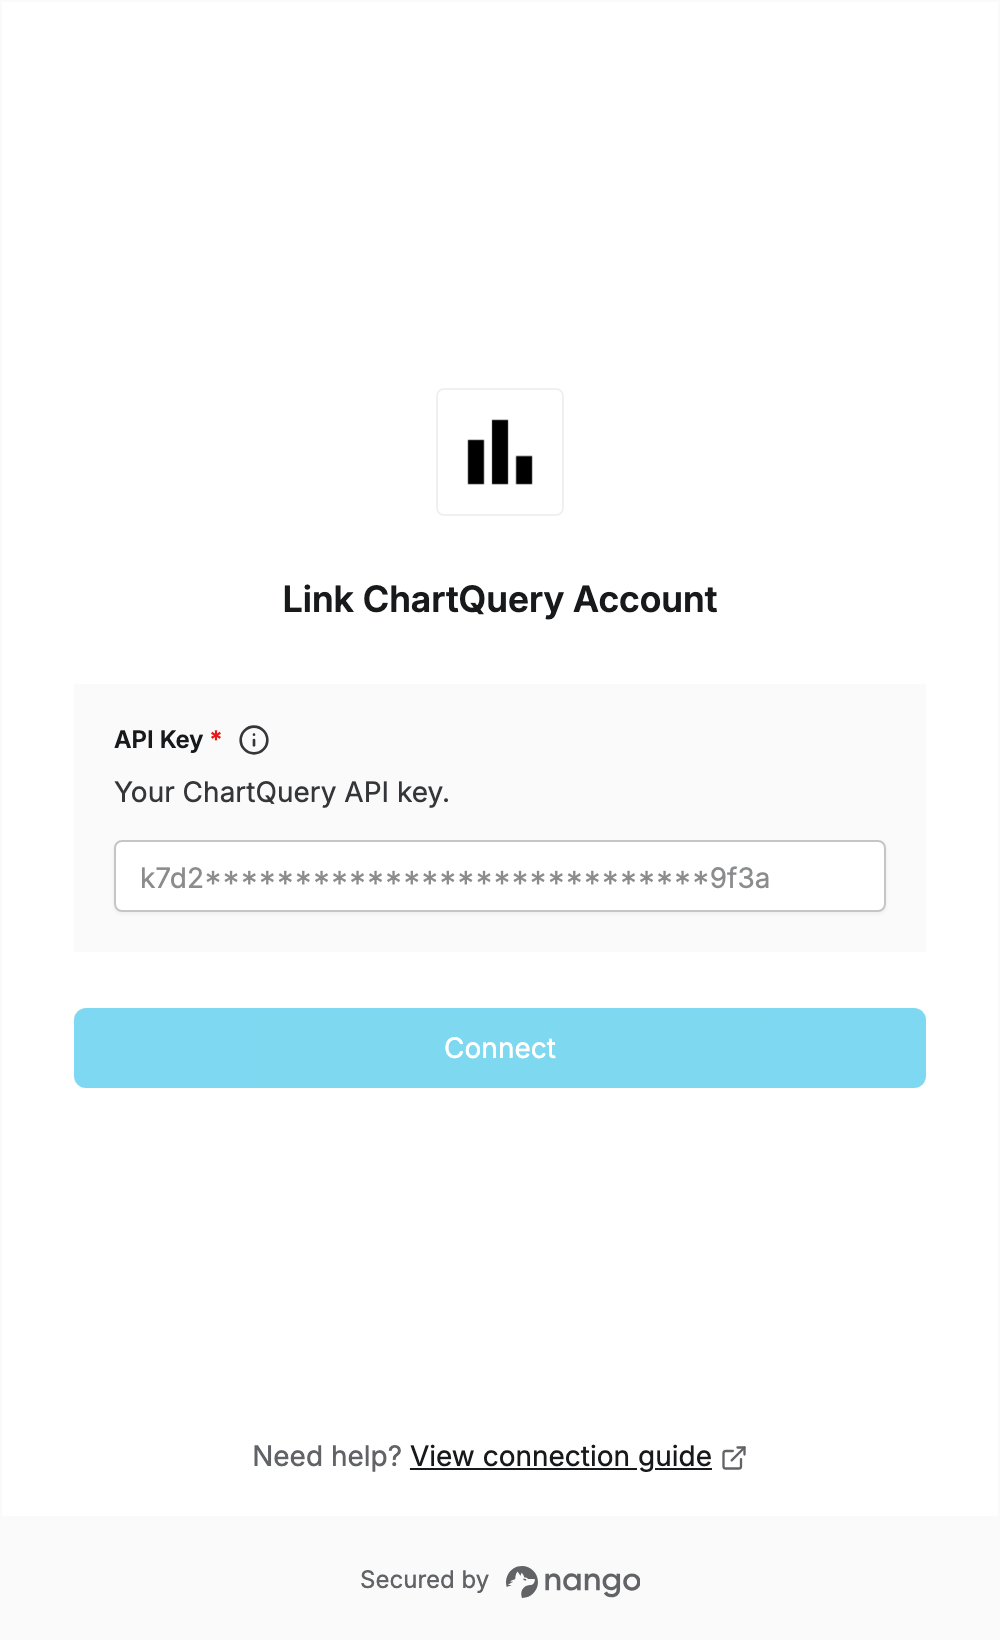 Link ChartQuery Account
API Key *
Your ChartQuery API key.
k7d2****************************9f3a
Connect
Need help? View connection guide
Secured by nango